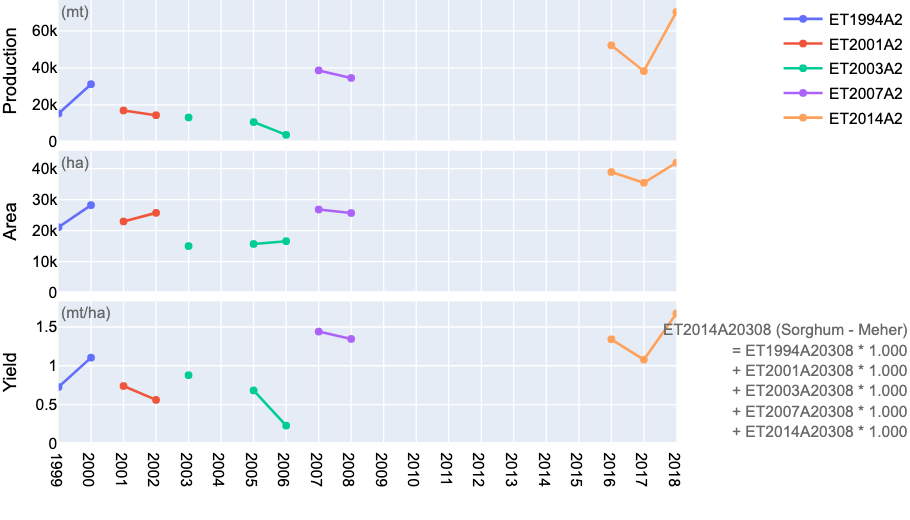 (mt)
Production
60k
40k
20k
0
ET1994A2
ET2001A2
ET2003A2
ET2007A2
ET2014A2
(ha)
Area
40k
30k
20k
10k
0
(mt/ha)
Yield
1.5
1
0.5
0
ET2014A20308 (Sorghum - Meher)
= ET1994A20308 * 1.000
+ ET2001A20308 * 1.000
+ ET2003A20308 * 1.000
+ ET2007A20308 * 1.000
+ ET2014A20308 * 1.000
1999
2000
2001
2002
2003
2004
2005
2006
2007
2008
2009
2010
2011
2012
2013
2014
2015
2016
2017
2018